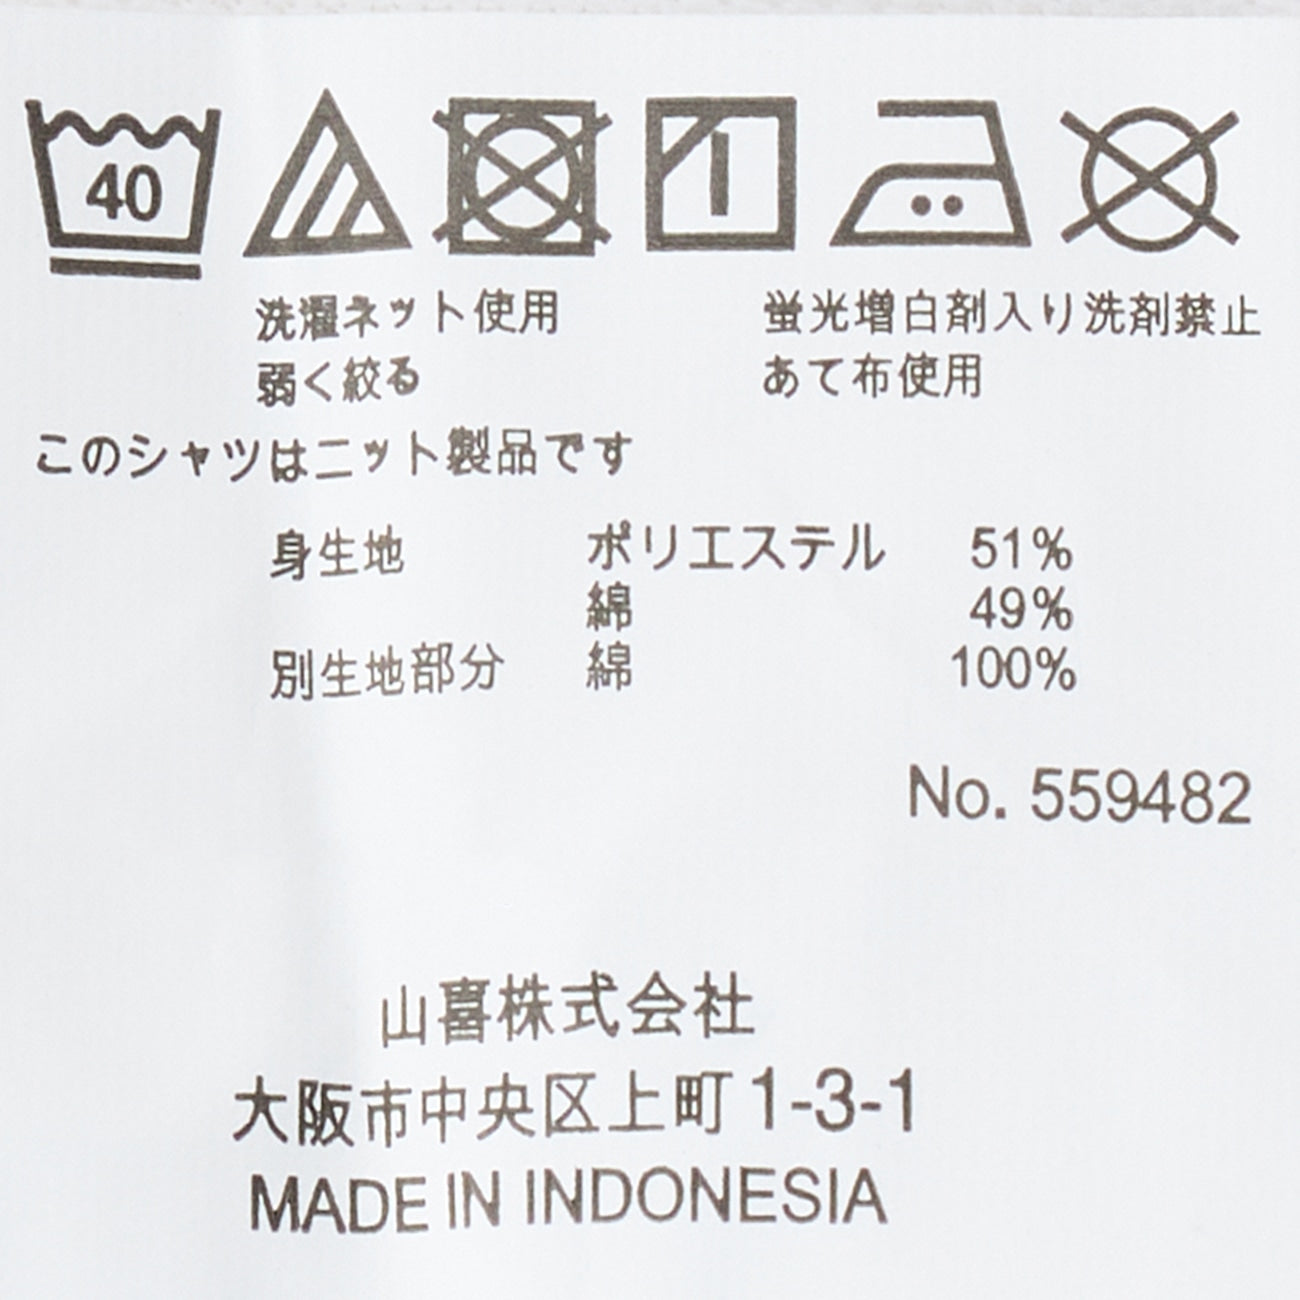 40
洗濯ネット使用 蛍光増白剤入り洗剤禁止
弱く絞る あて布使用
このシャツはニット製品です
身生地 ポリエステル 51%
綿 49%
別生地部分 綿 100%
No. 559482
山喜株式会社
大阪市中央区上町1-3-1
MADE IN INDONESIA